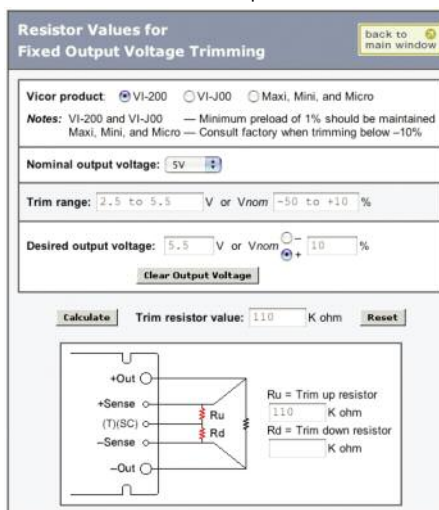 Resistor Values for
Fixed Output Voltage Trimming
back to
main window
Vicor product: VI-200 VI-J00 Maxi, Mini, and Micro
Notes: VI-200 and VI-J00 — Minimum preload of 1% should be maintained
Maxi, Mini, and Micro — Consult factory when trimming below –10%
Nominal output voltage: 5V
Trim range: 2.5 to 5.5 V or Vnom -50 to +10 %
Desired output voltage: 5.5 V or Vnom – + 10 %
Clear Output Voltage
Calculate Trim resistor value: 110 K ohm Reset
+Out
+Sense
(T)(SC)
–Sense
–Out
Ru
Rd
Ru = Trim up resistor
110 K ohm
Rd = Trim down resistor
K ohm